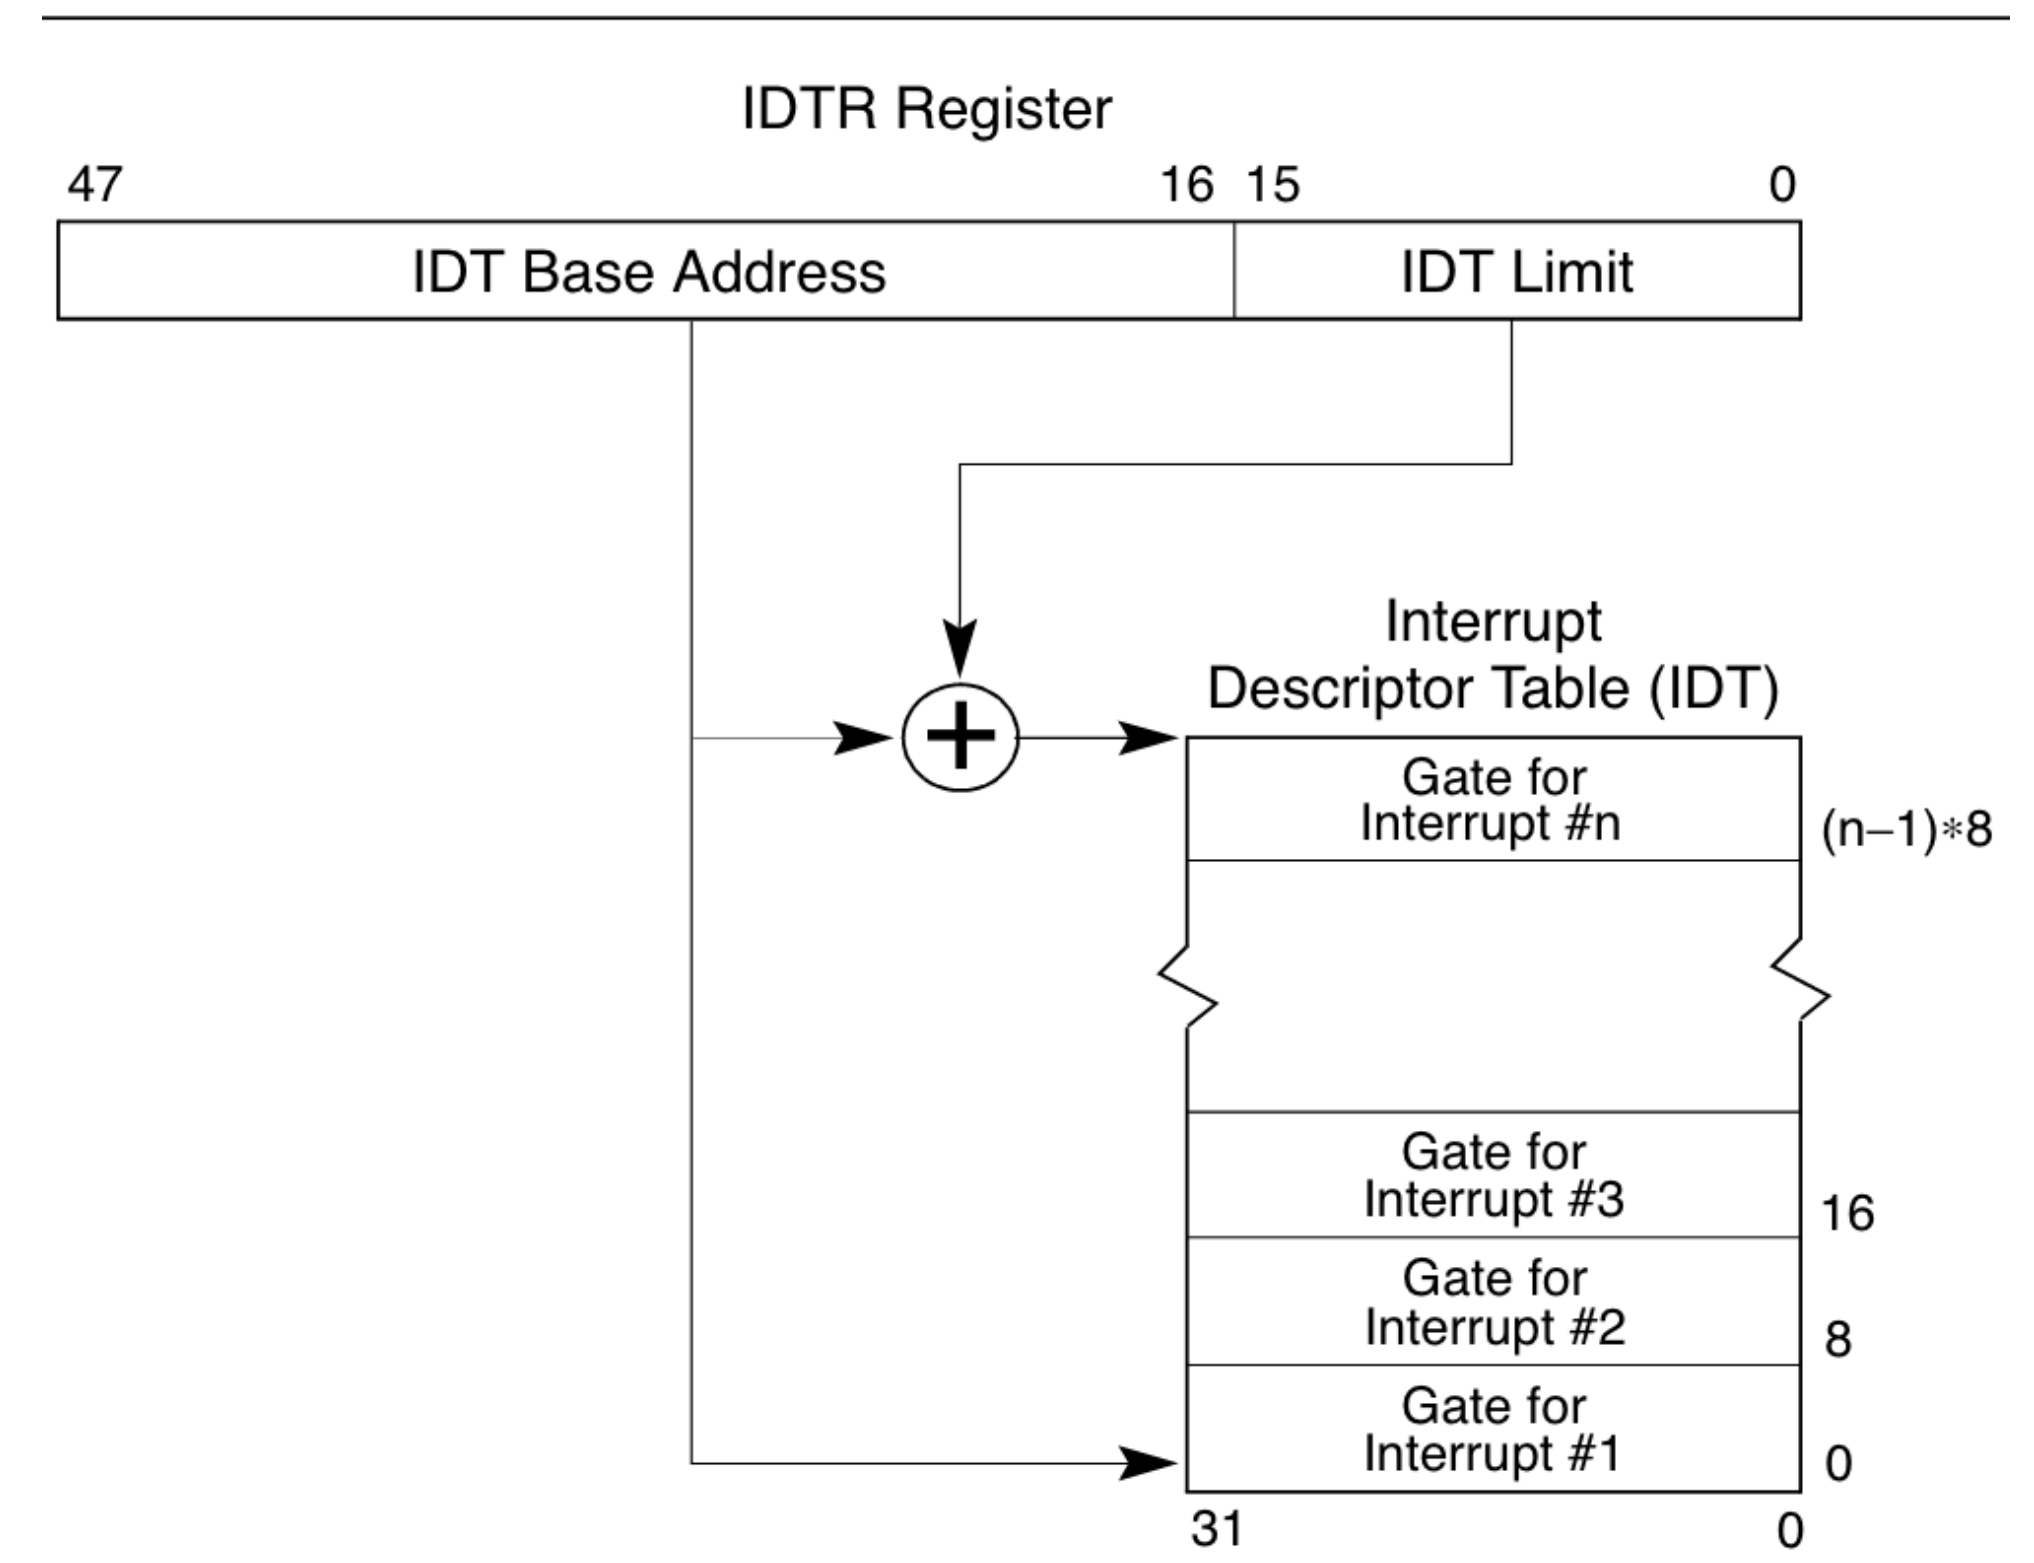 IDTR Register
47 16 15 0
IDT Base Address IDT Limit
+
Interrupt
Descriptor Table (IDT)
Gate for
Interrupt #n
(n–1)*8
Gate for
Interrupt #3
16
Gate for
Interrupt #2
8
Gate for
Interrupt #1
0
31 0